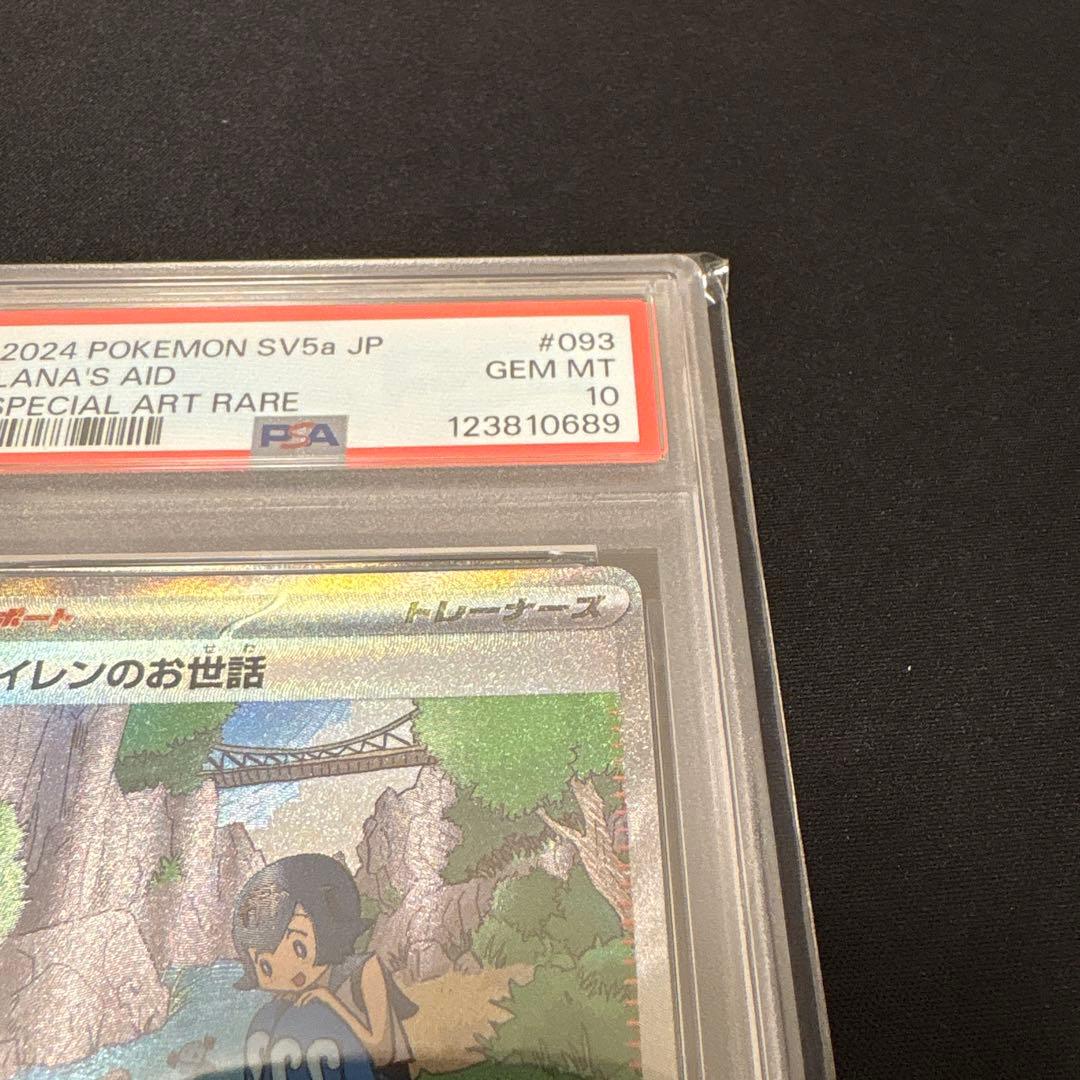 2024 POKEMON SV5a JP #093
LANA'S AID GEM MT
SPECIAL ART RARE 10
PSA 123810689
ポート トレーナーズ
せわ
イレンのお世話